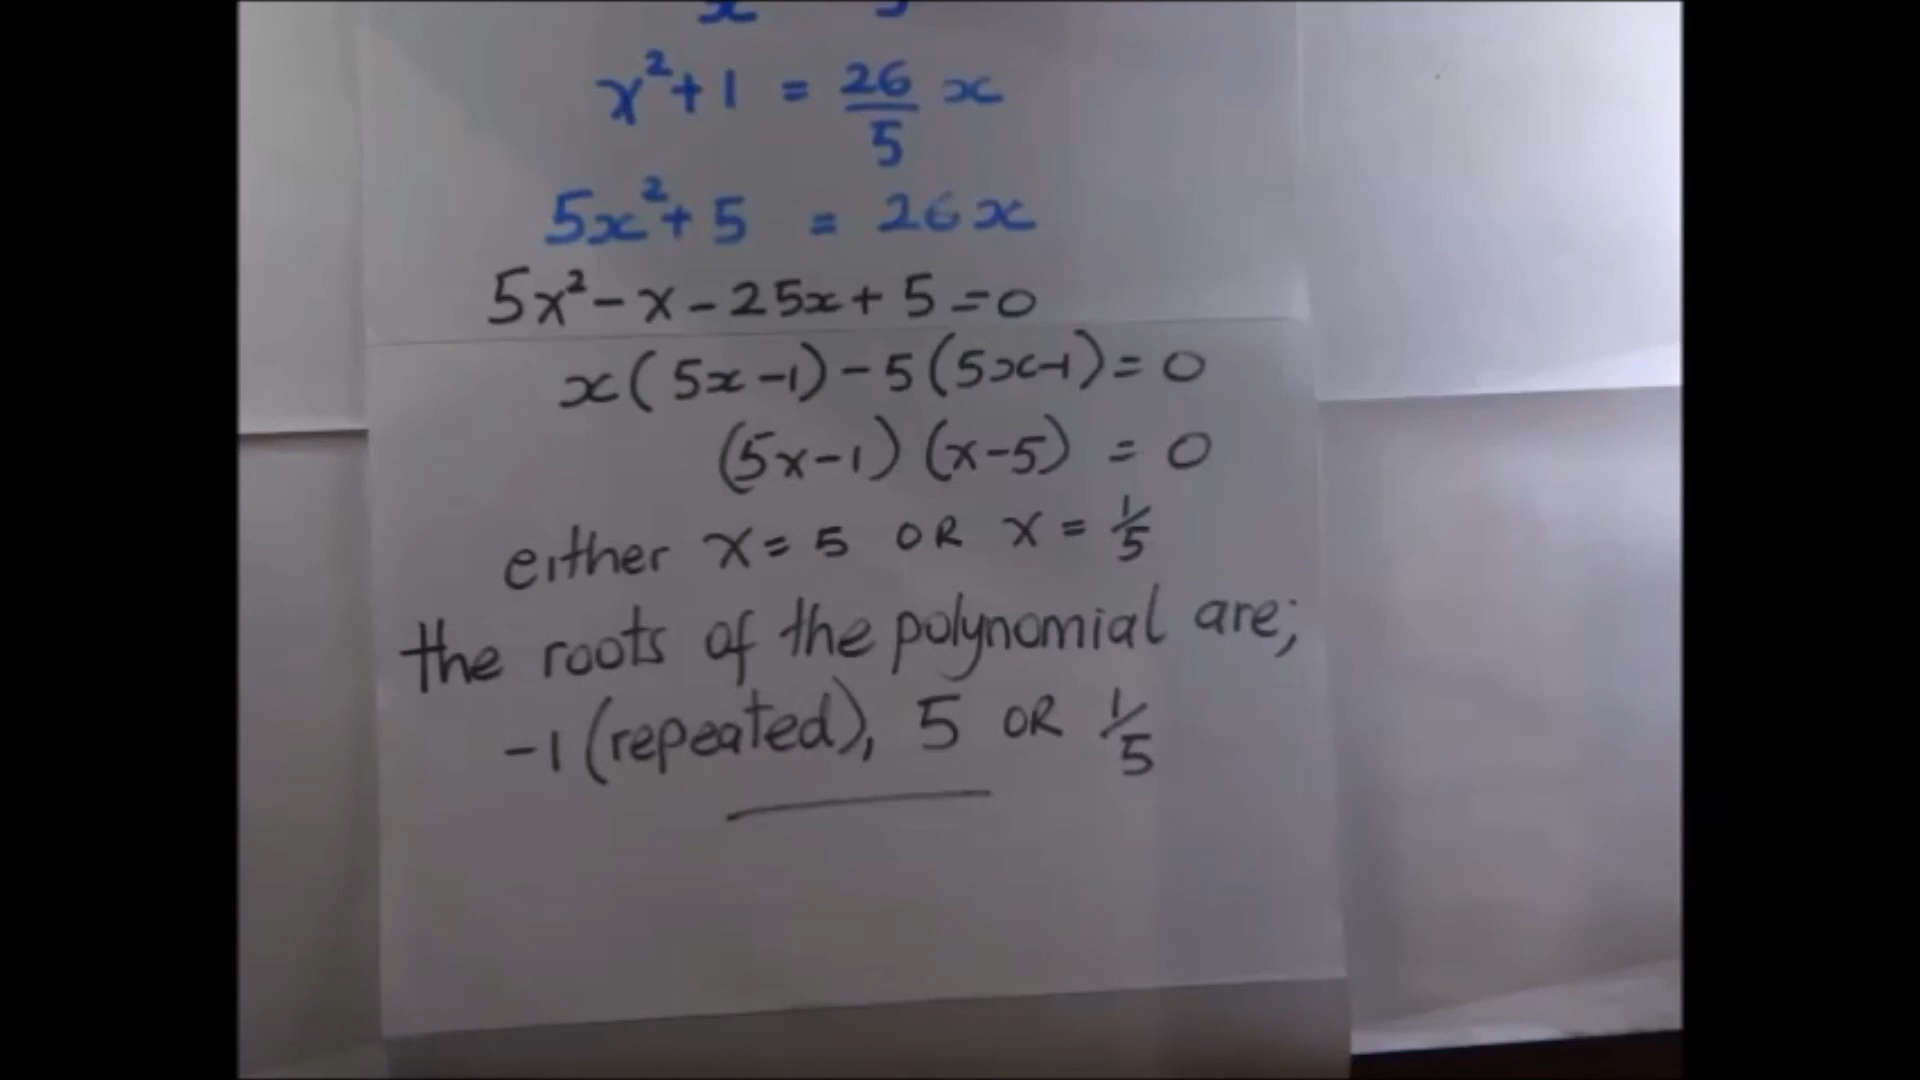 x² + 1 = 26/5 x
5x² + 5 = 26x
5x² - x - 25x + 5 = 0
x(5x - 1) - 5(5x - 1) = 0
(5x - 1) (x - 5) = 0
either x = 5 OR x = 1/5
the roots of the polynomial are;
-1 (repeated), 5 OR 1/5